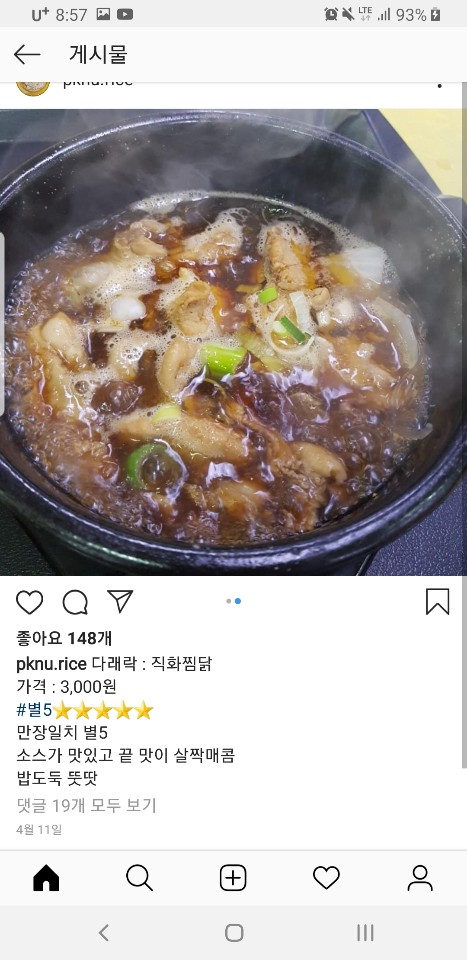 U+ 8:57 LTE 93%
게시물
pknu.rice
좋아요 148개
pknu.rice 다래락 : 직화찜닭
가격 : 3,000원
#별5⭐⭐⭐⭐⭐
만장일치 별5
소스가 맛있고 끝 맛이 살짝매콤
밥도둑 뚯땃
댓글 19개 모두 보기
4월 11일